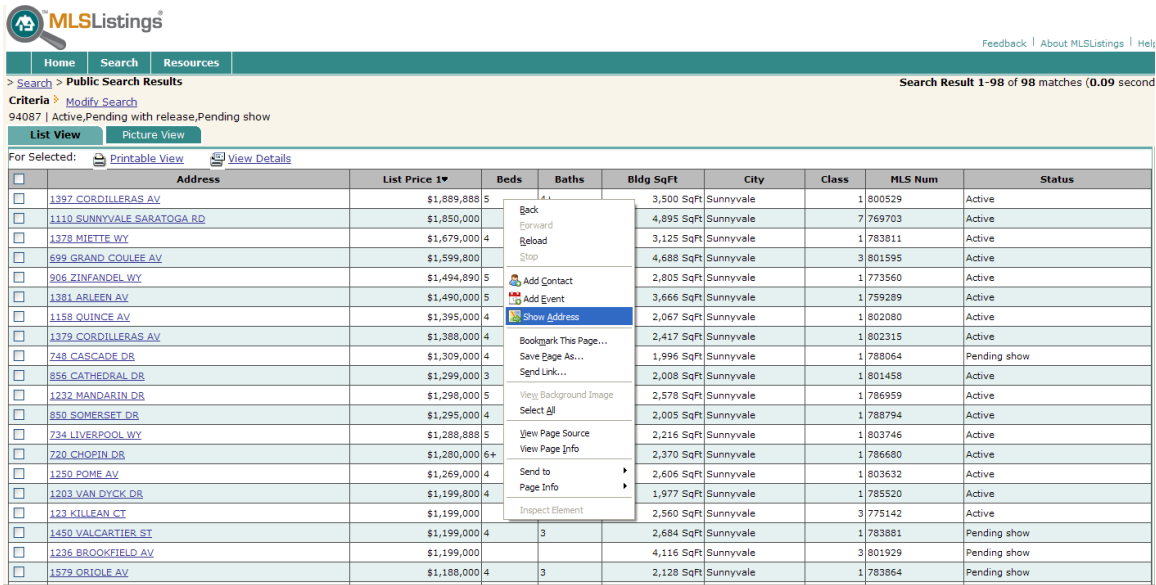 MLSListings
Feedback | About MLSListings | Help
Home Search Resources
> Search > Public Search Results Search Result 1-98 of 98 matches (0.09 second
Criteria Modify Search
94087 | Active,Pending with release,Pending show
List View Picture View
For Selected: Printable View View Details
Address List Price 1 Beds Baths Bldg SqFt City Class MLS Num Status
1397 CORDILLERAS AV $1,889,888 5 3,500 SqFt Sunnyvale 1 800529 Active
1110 SUNNYVALE SARATOGA RD $1,850,000 4,895 SqFt Sunnyvale 7 769703 Active
1378 MIETTE WY $1,679,000 4 3,125 SqFt Sunnyvale 1 783811 Active
699 GRAND COULEE AV $1,599,800 4,688 SqFt Sunnyvale 3 801595 Active
906 ZINFANDEL WY $1,494,890 5 2,805 SqFt Sunnyvale 1 773560 Active
1381 ARLEEN AV $1,490,000 5 3,666 SqFt Sunnyvale 1 759289 Active
1158 QUINCE AV $1,395,000 4 2,067 SqFt Sunnyvale 1 802080 Active
1379 CORDILLERAS AV $1,388,000 4 2,417 SqFt Sunnyvale 1 802315 Active
748 CASCADE DR $1,309,000 4 1,996 SqFt Sunnyvale 1 788064 Pending show
856 CATHEDRAL DR $1,299,000 3 2,008 SqFt Sunnyvale 1 801458 Active
1232 MANDARIN DR $1,298,000 5 2,578 SqFt Sunnyvale 1 786959 Active
850 SOMERSET DR $1,295,000 4 2,005 SqFt Sunnyvale 1 788794 Active
734 LIVERPOOL WY $1,288,888 5 2,216 SqFt Sunnyvale 1 803746 Active
720 CHOPIN DR $1,280,000 6+ 2,370 SqFt Sunnyvale 1 786680 Active
1250 POME AV $1,269,000 4 2,606 SqFt Sunnyvale 1 803632 Active
1203 VAN DYCK DR $1,199,800 4 1,977 SqFt Sunnyvale 1 785520 Active
123 KILLEAN CT $1,199,000 2,560 SqFt Sunnyvale 3 775142 Active
1450 VALCARTIER ST $1,199,000 4 3 2,684 SqFt Sunnyvale 1 783881 Pending show
1236 BROOKFIELD AV $1,199,000 4,116 SqFt Sunnyvale 3 801929 Pending show
1579 ORIOLE AV $1,188,000 4 3 2,128 SqFt Sunnyvale 1 783864 Pending show
Back
Forward
Reload
Stop
Add Contact
Add Event
Show Address
Bookmark This Page...
Save Page As...
Send Link...
View Background Image
Select All
View Page Source
View Page Info
Send to
Page Info
Inspect Element